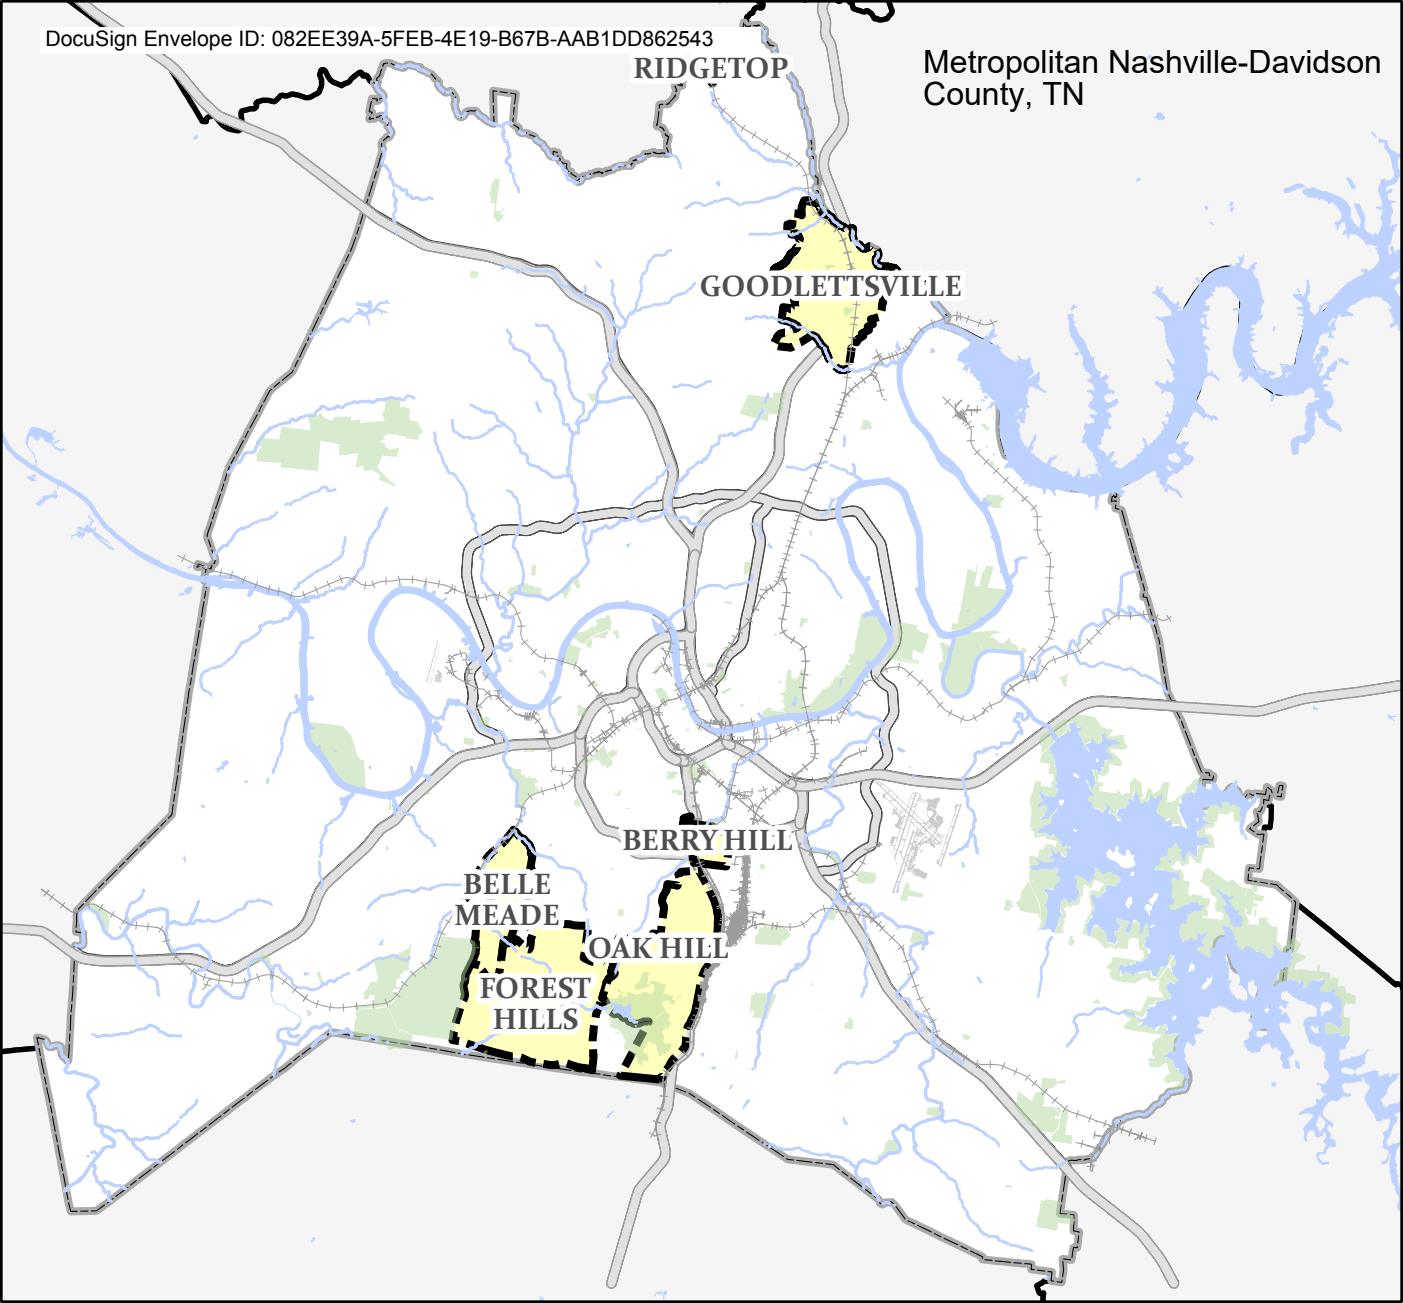 DocuSign Envelope ID: 082EE39A-5FEB-4E19-B67B-AAB1DD862543
Metropolitan Nashville-Davidson
County, TN
RIDGETOP
GOODLETTSVILLE
BERRY HILL
BELLE
MEADE
OAK HILL
FOREST
HILLS